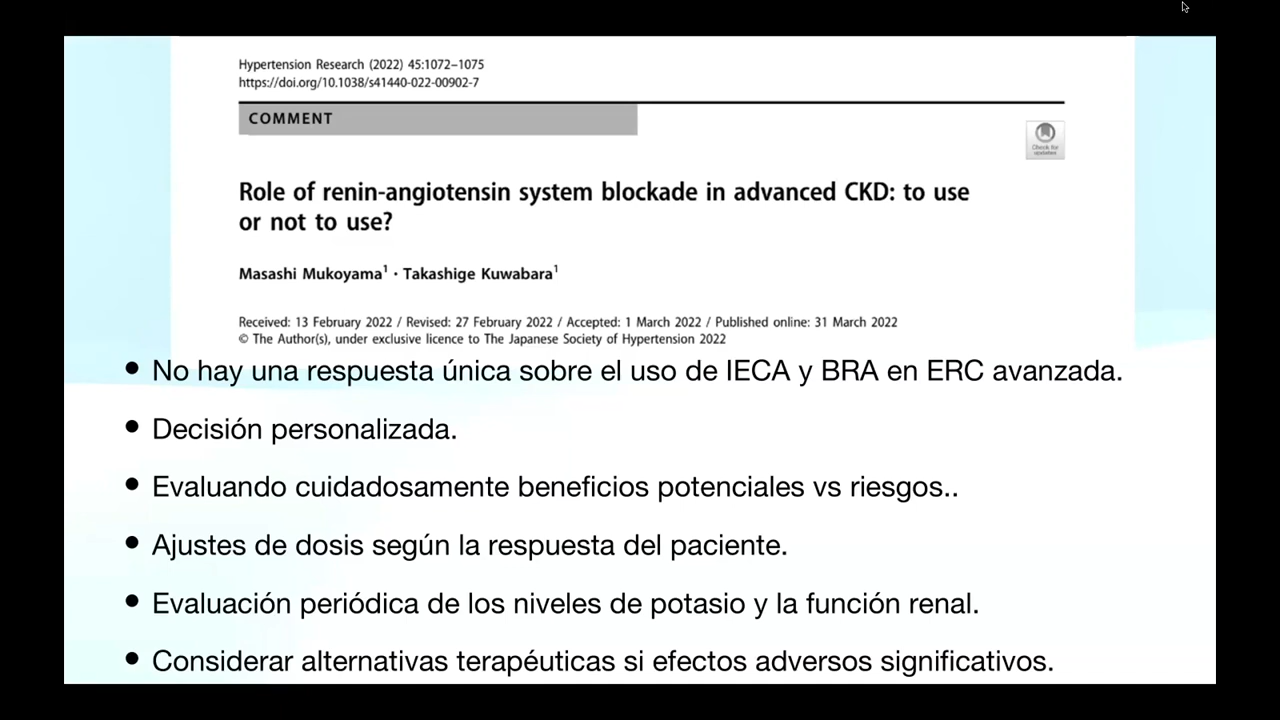 Hypertension Research (2022) 45:1072–1075
https://doi.org/10.1038/s41440-022-00902-7
COMMENT
Check for
updates
Role of renin-angiotensin system blockade in advanced CKD: to use
or not to use?
Masashi Mukoyama1 · Takashige Kuwabara1
Received: 13 February 2022 / Revised: 27 February 2022 / Accepted: 1 March 2022 / Published online: 31 March 2022
© The Author(s), under exclusive licence to The Japanese Society of Hypertension 2022
• No hay una respuesta única sobre el uso de IECA y BRA en ERC avanzada.
• Decisión personalizada.
• Evaluando cuidadosamente beneficios potenciales vs riesgos..
• Ajustes de dosis según la respuesta del paciente.
• Evaluación periódica de los niveles de potasio y la función renal.
• Considerar alternativas terapéuticas si efectos adversos significativos.